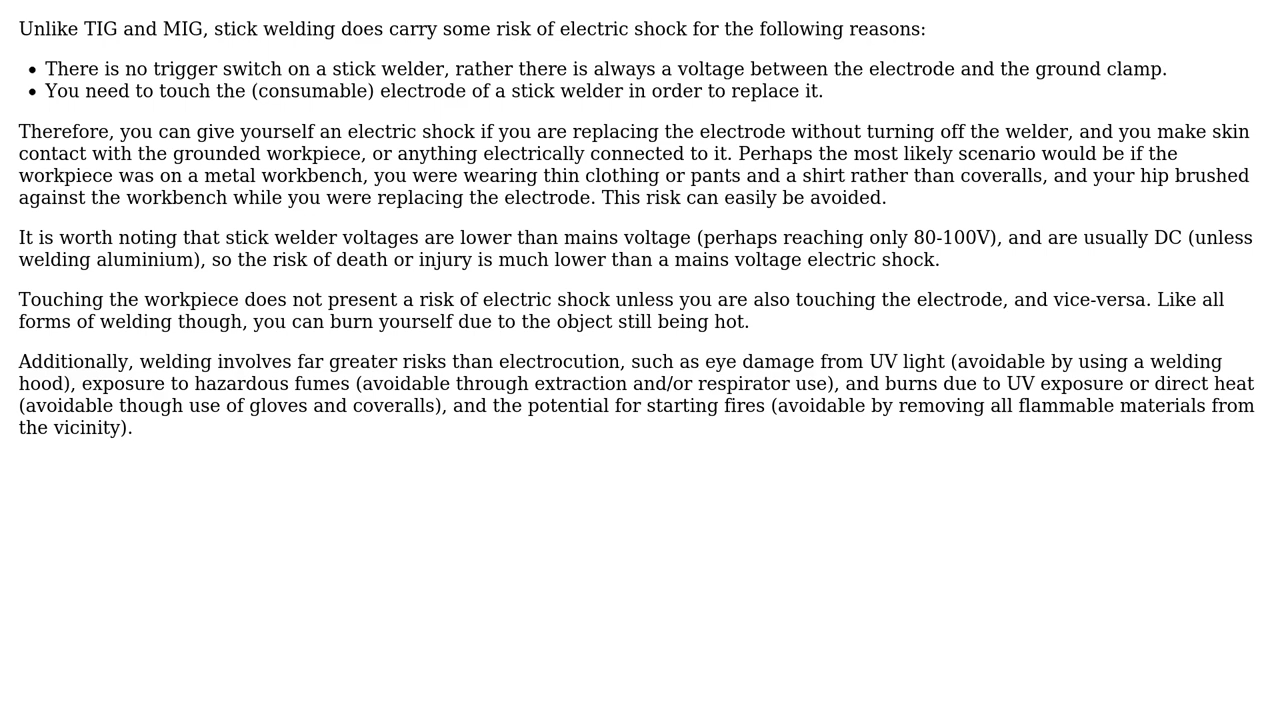 Unlike TIG and MIG, stick welding does carry some risk of electric shock for the following reasons:
• There is no trigger switch on a stick welder, rather there is always a voltage between the electrode and the ground clamp.
• You need to touch the (consumable) electrode of a stick welder in order to replace it.
Therefore, you can give yourself an electric shock if you are replacing the electrode without turning off the welder, and you make skin
contact with the grounded workpiece, or anything electrically connected to it. Perhaps the most likely scenario would be if the
workpiece was on a metal workbench, you were wearing thin clothing or pants and a shirt rather than coveralls, and your hip brushed
against the workbench while you were replacing the electrode. This risk can easily be avoided.
It is worth noting that stick welder voltages are lower than mains voltage (perhaps reaching only 80-100V), and are usually DC (unless
welding aluminium), so the risk of death or injury is much lower than a mains voltage electric shock.
Touching the workpiece does not present a risk of electric shock unless you are also touching the electrode, and vice-versa. Like all
forms of welding though, you can burn yourself due to the object still being hot.
Additionally, welding involves far greater risks than electrocution, such as eye damage from UV light (avoidable by using a welding
hood), exposure to hazardous fumes (avoidable through extraction and/or respirator use), and burns due to UV exposure or direct heat
(avoidable though use of gloves and coveralls), and the potential for starting fires (avoidable by removing all flammable materials from
the vicinity).